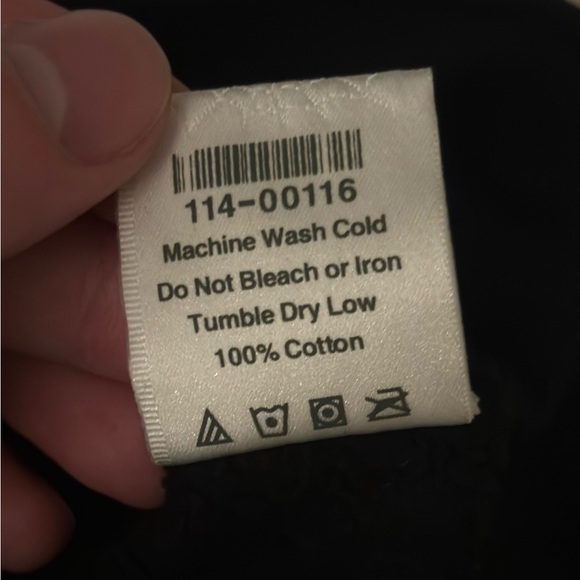 114-00116
Machine Wash Cold
Do Not Bleach or Iron
Tumble Dry Low
100% Cotton